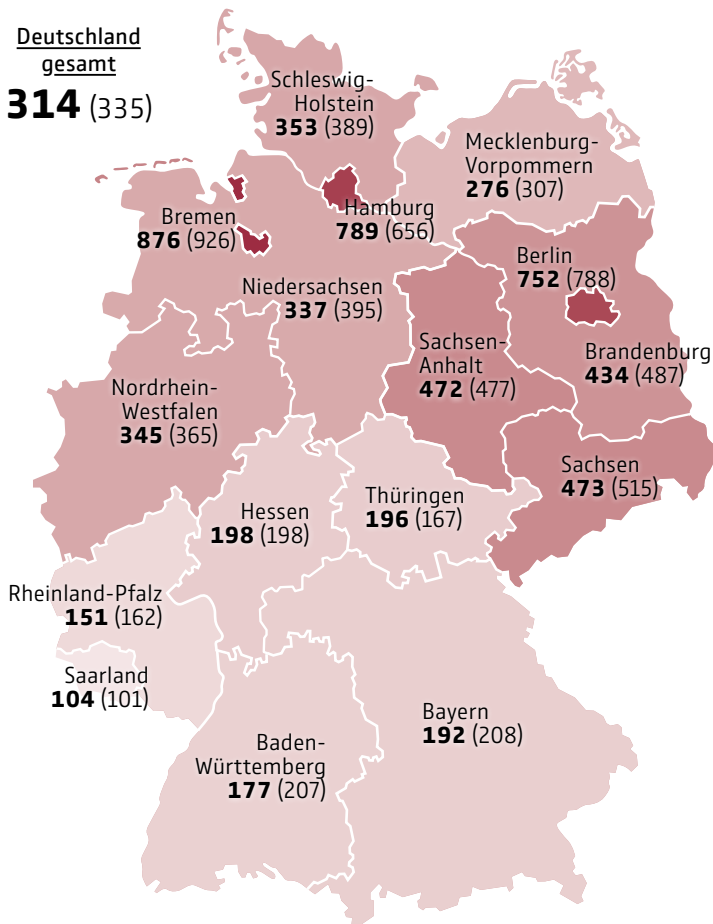 Deutschland
gesamt
314 (335)
Schleswig-
Holstein
353 (389)
Mecklenburg-
Vorpommern
276 (307)
Hamburg
789 (656)
Bremen
876 (926)
Berlin
752 (788)
Niedersachsen
337 (395)
Sachsen-
Anhalt
472 (477)
Brandenburg
434 (487)
Nordrhein-
Westfalen
345 (365)
Sachsen
473 (515)
Thüringen
196 (167)
Hessen
198 (198)
Rheinland-Pfalz
151 (162)
Saarland
104 (101)
Bayern
192 (208)
Baden-
Württemberg
177 (207)